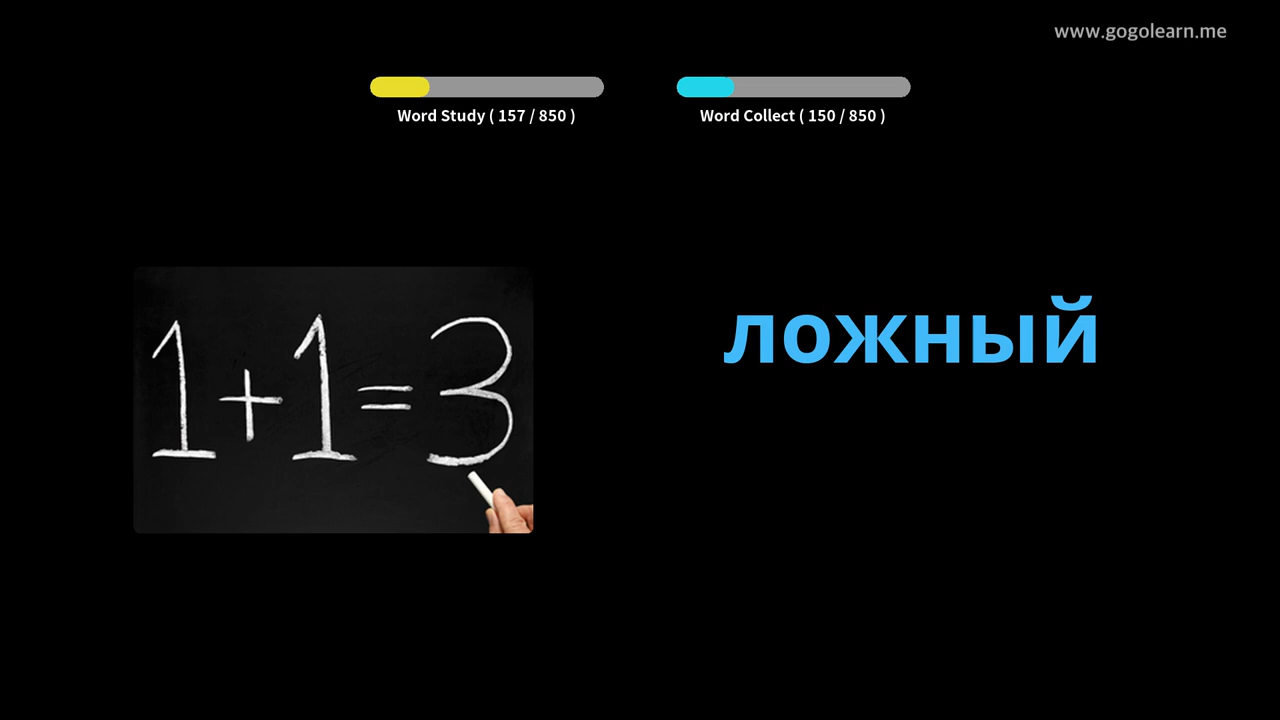 www.gogolearn.me
Word Study ( 157 / 850 )
Word Collect ( 150 / 850 )
1+1=3
ложный